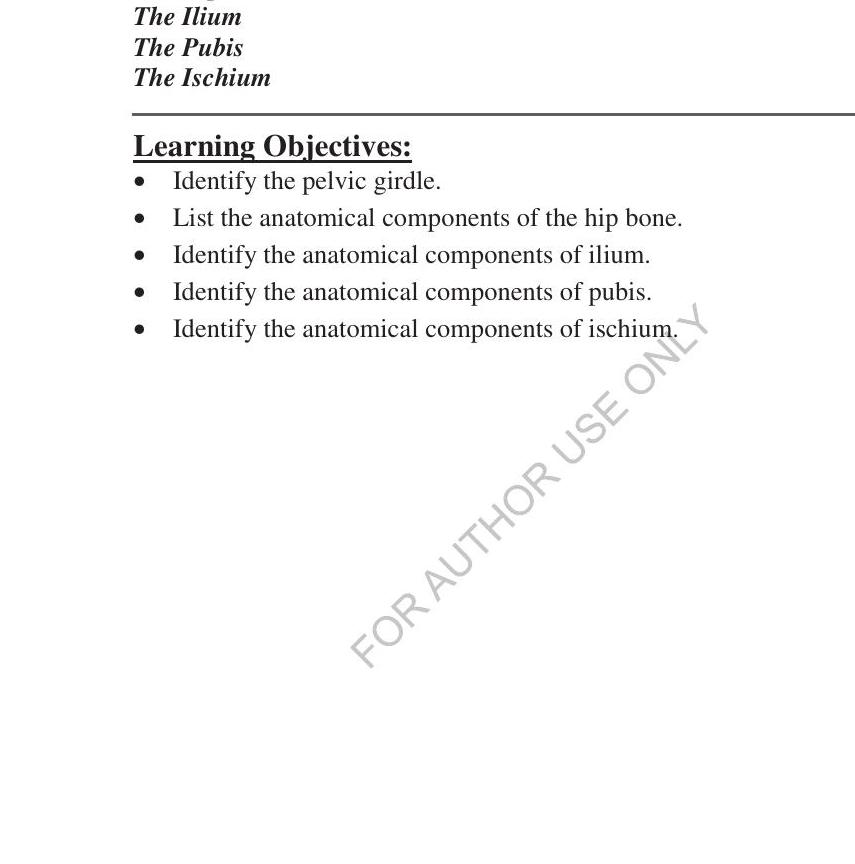 The Ilium
The Pubis
The Ischium
Learning Objectives:
• Identify the pelvic girdle.
• List the anatomical components of the hip bone.
• Identify the anatomical components of ilium.
• Identify the anatomical components of pubis.
• Identify the anatomical components of ischium.
FOR AUTHOR USE ONLY